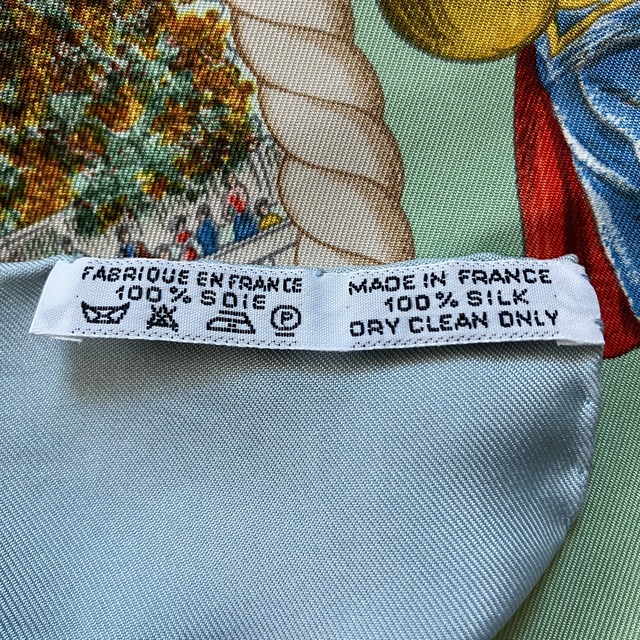 FABRIQUE EN FRANCE
100% SOIE
P
MADE IN FRANCE
100% SILK
DRY CLEAN ONLY